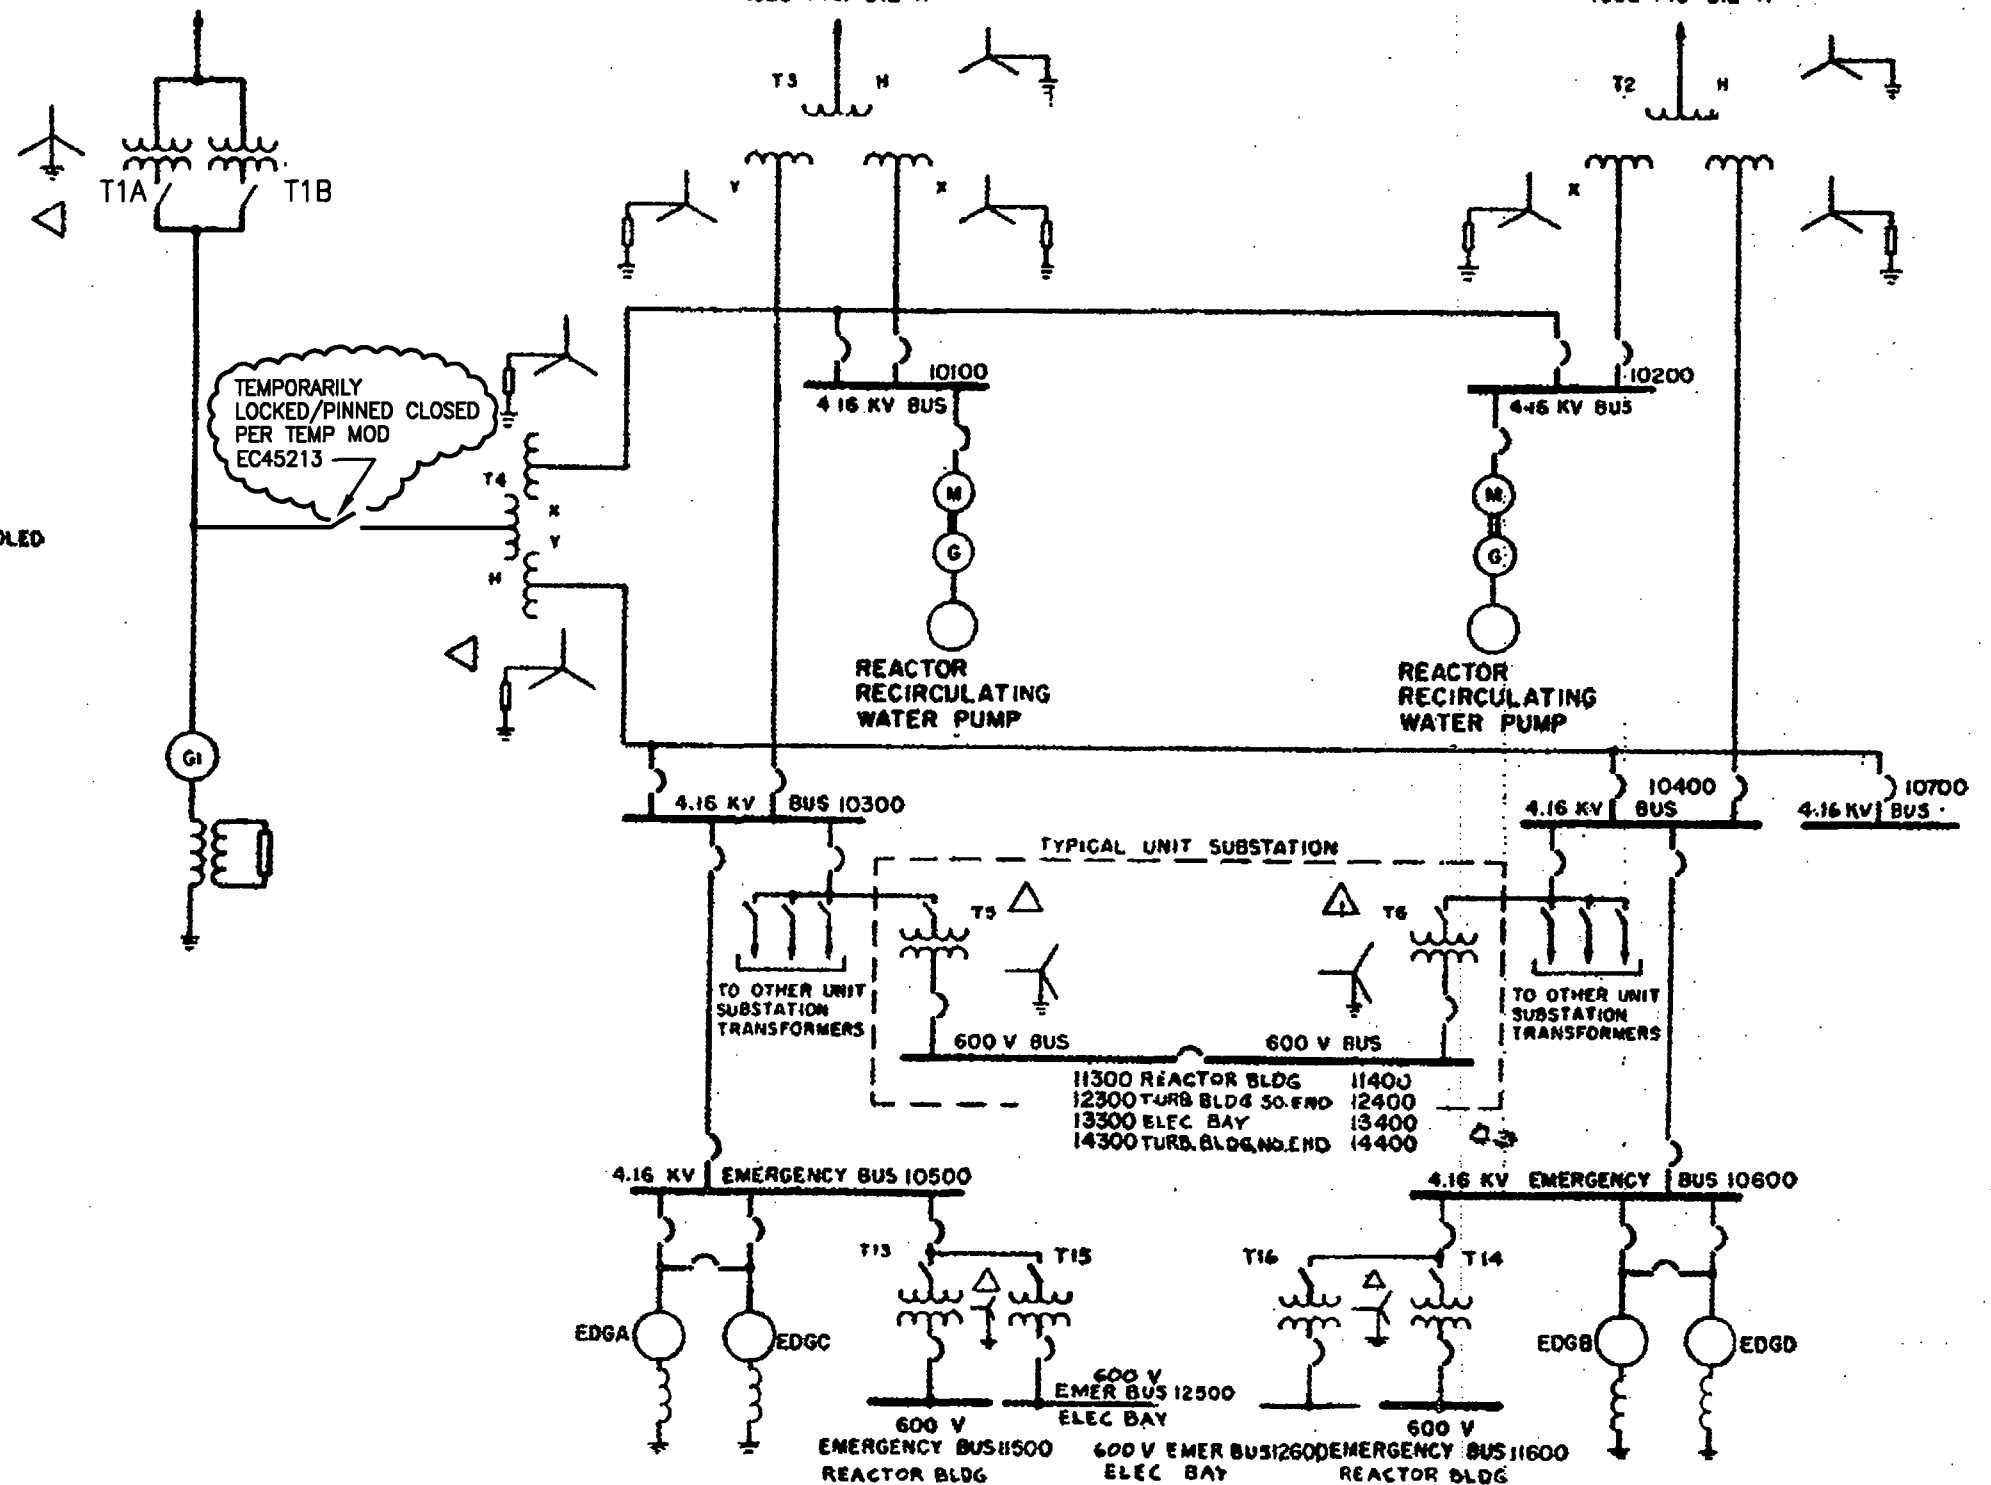 T3
H
T2
H
T1A
T1B
Y
X
X
TEMPORARILY
LOCKED/PINNED CLOSED
PER TEMP MOD
EC45213
10100
4.16 KV BUS
10200
4.16 KV BUS
T4
X
Y
H
M
G
M
G
REACTOR
RECIRCULATING
WATER PUMP
REACTOR
RECIRCULATING
WATER PUMP
G1
4.16 KV BUS 10300
10400
4.16 KV BUS
10700
4.16 KV BUS
TYPICAL UNIT SUBSTATION
T5
T6
TO OTHER UNIT
SUBSTATION
TRANSFORMERS
TO OTHER UNIT
SUBSTATION
TRANSFORMERS
600 V BUS
600 V BUS
11300 REACTOR BLDG 11400
12300 TURB BLDG SO. END 12400
13300 ELEC BAY 13400
14300 TURB. BLDG, NO. END 14400
4.16 KV EMERGENCY BUS 10500
4.16 KV EMERGENCY BUS 10600
T13
T15
T16
T14
EDGA
EDGC
EDGB
EDGD
600 V
EMER BUS 12500
ELEC BAY
600 V
EMERGENCY BUS 11500
REACTOR BLDG
600 V EMER BUS 12600
ELEC BAY
600 V
EMERGENCY BUS 11600
REACTOR BLDG